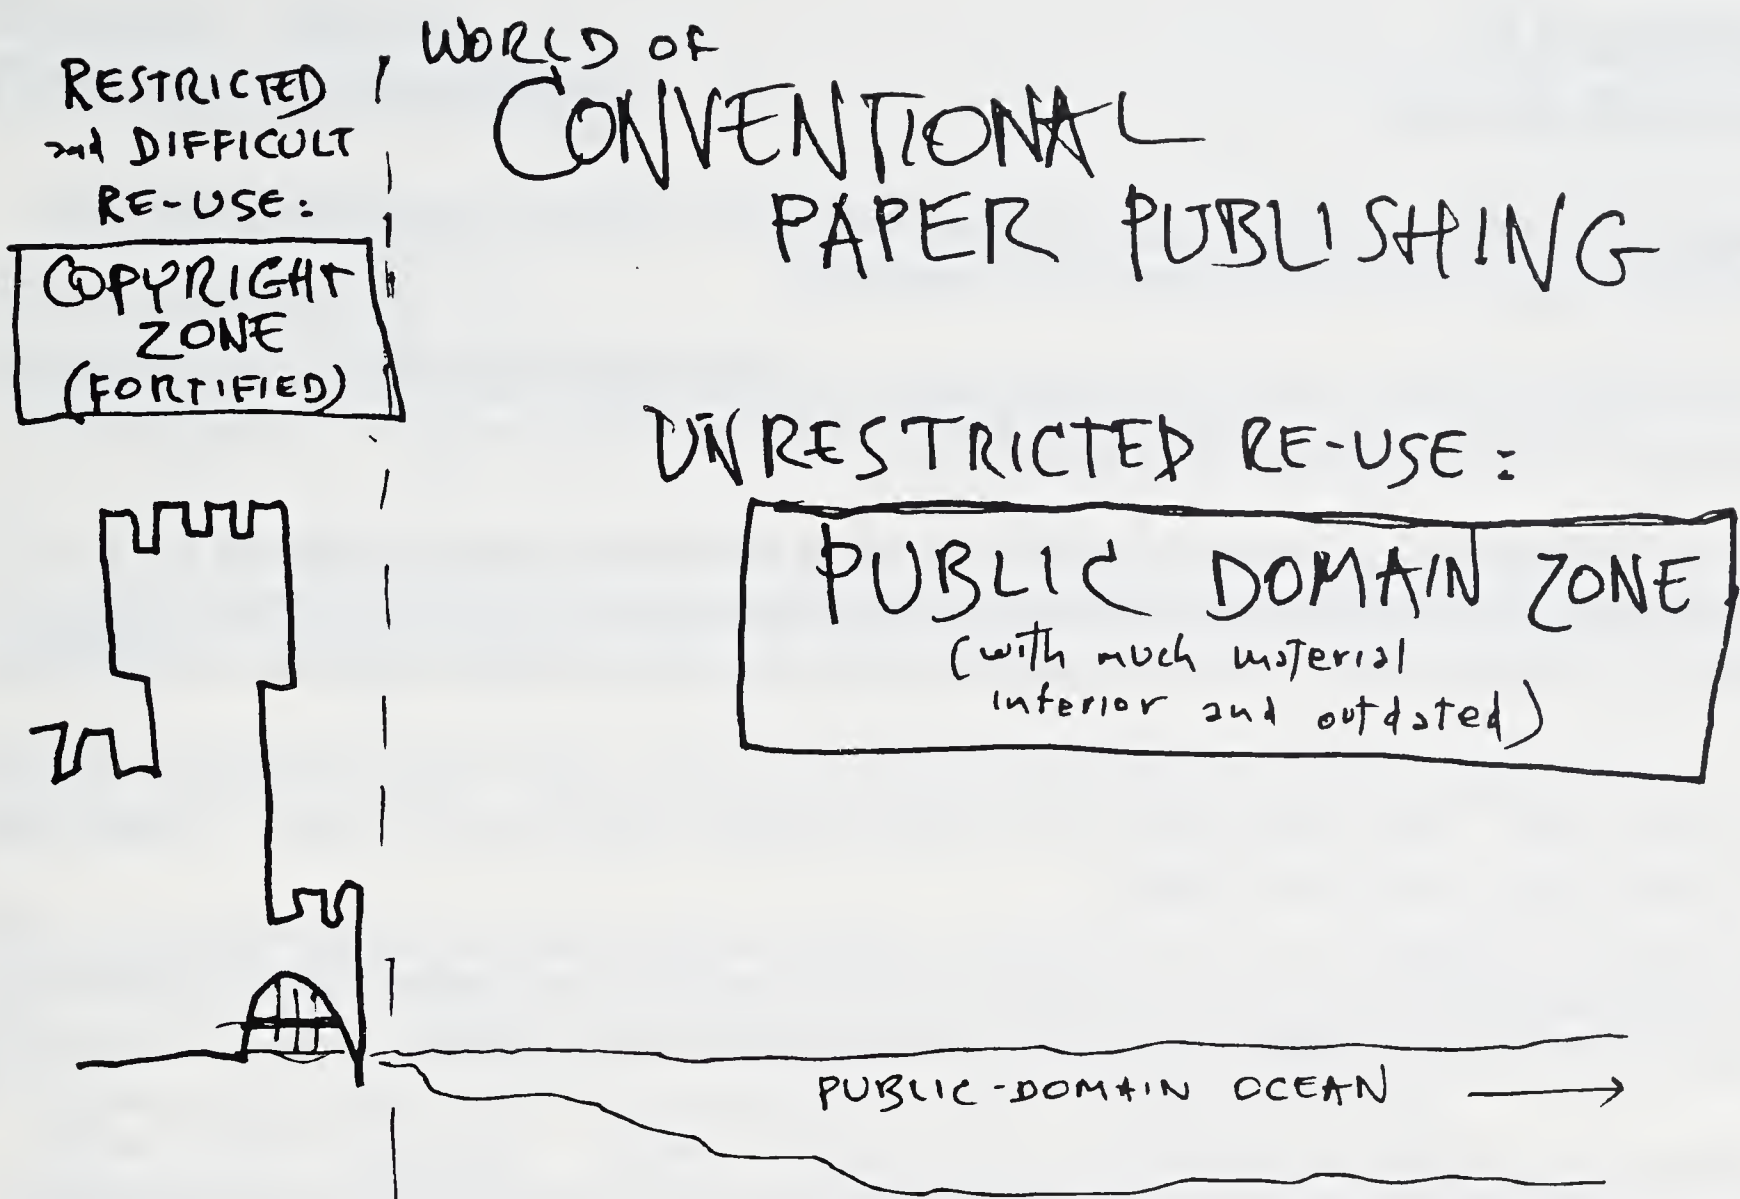 RESTRICTED
and DIFFICULT
RE-USE:
COPYRIGHT
ZONE
(FORTIFIED)
WORLD OF
CONVENTIONAL
PAPER PUBLISHING
UNRESTRICTED RE-USE:
PUBLIC DOMAIN ZONE
(with much material
inferior and outdated)
PUBLIC-DOMAIN OCEAN